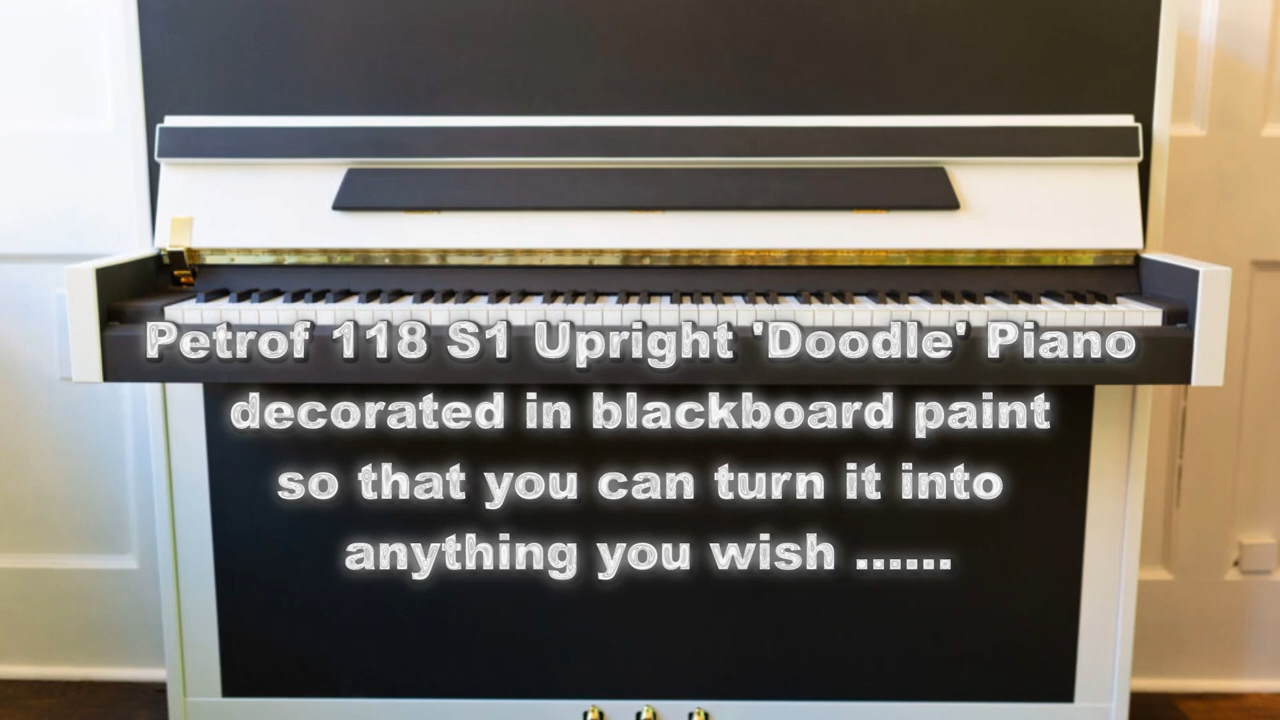 Petrof 118 S1 Upright 'Doodle' Piano
decorated in blackboard paint
so that you can turn it into
anything you wish ......